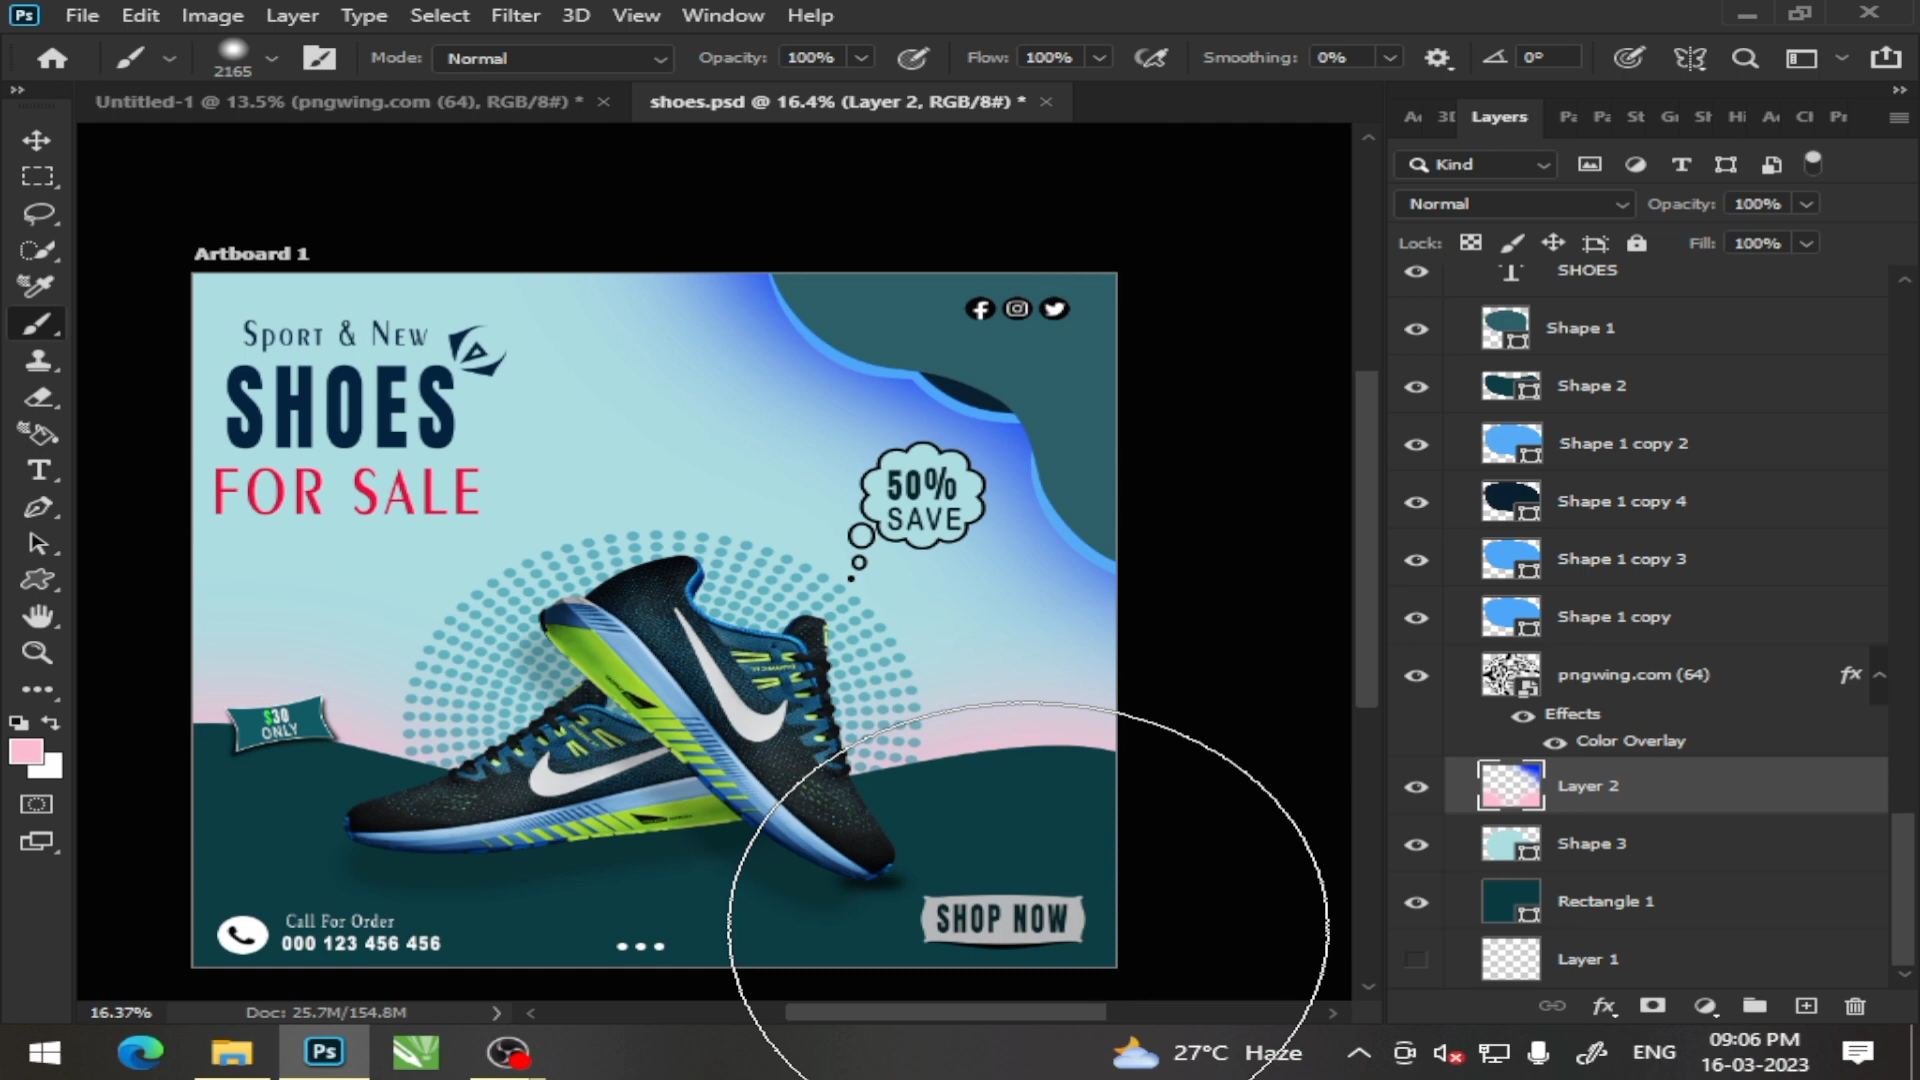 Ps File Edit Image Layer Type Select Filter 3D View Window Help
2165 Mode: Normal Opacity: 100% Flow: 100% Smoothing: 0% 0°
Untitled-1 @ 13.5% (pngwing.com (64), RGB/8#) * shoes.psd @ 16.4% (Layer 2, RGB/8#) *
3D Layers
Kind
Normal Opacity: 100%
Lock: Fill: 100%
SHOES
Shape 1
Shape 2
Shape 1 copy 2
Shape 1 copy 4
Shape 1 copy 3
Shape 1 copy
pngwing.com (64) fx
Effects
Color Overlay
Layer 2
Shape 3
Rectangle 1
Layer 1
fx
Artboard 1
Sport & New
SHOES
FOR SALE
50%
SAVE
$30
ONLY
Call For Order
000 123 456 456
SHOP NOW
16.37% Doc: 25.7M/154.8M
Ps
27°C Haze
ENG
09:06 PM
16-03-2023